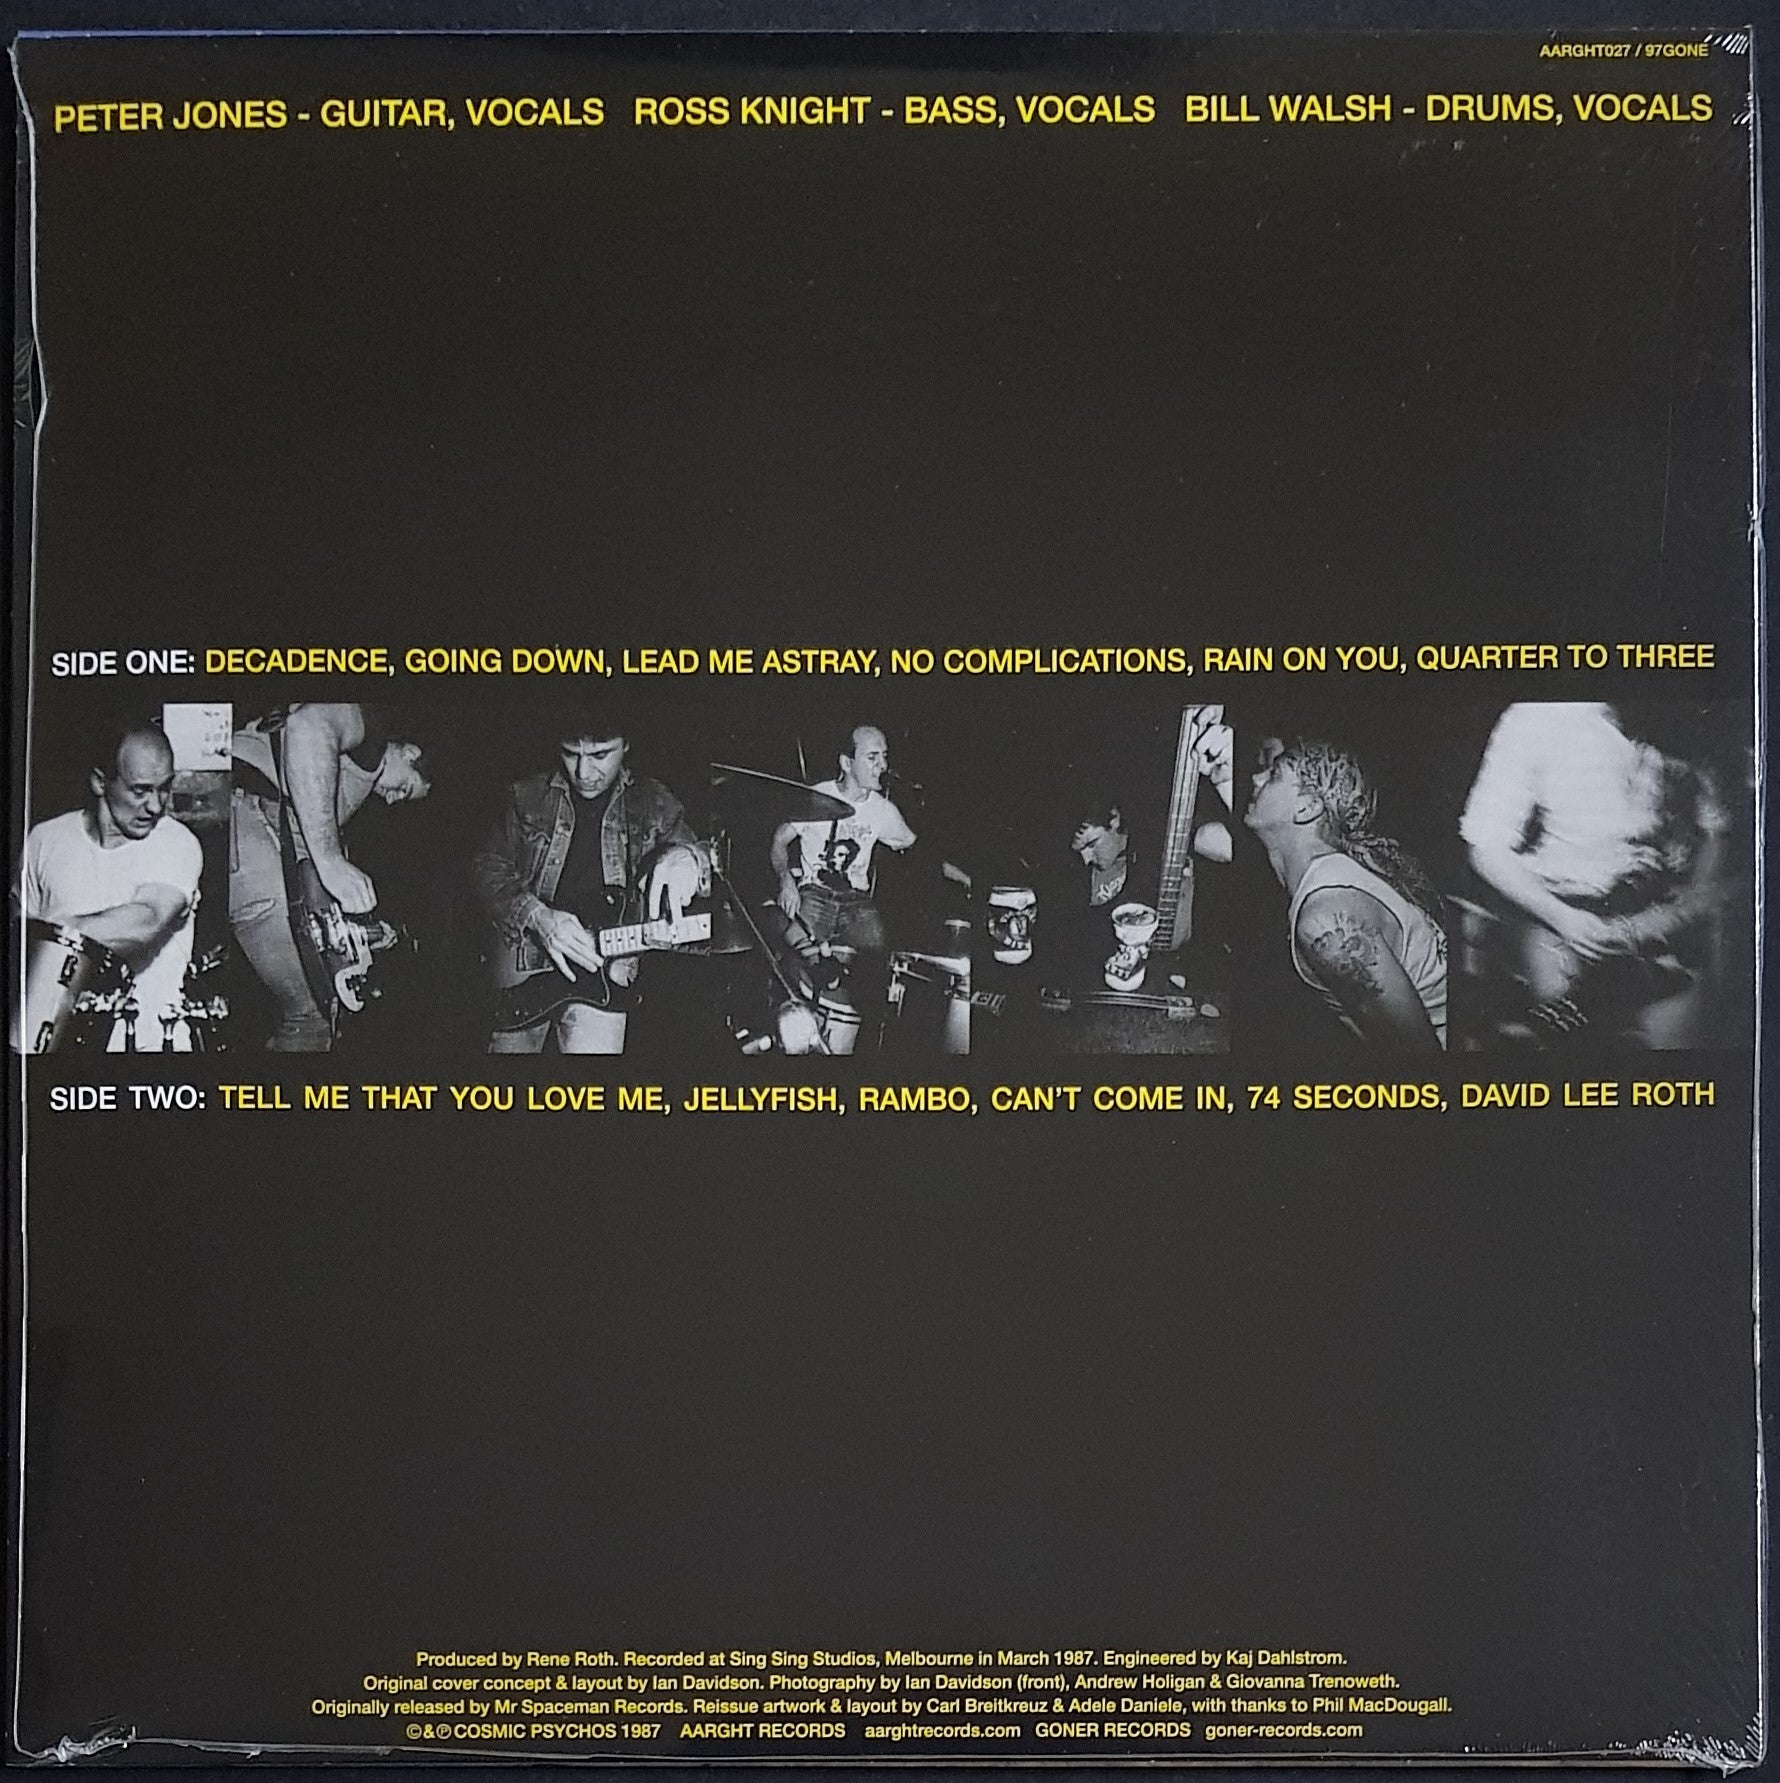 AARGHT027 / 97GONE
PETER JONES - GUITAR, VOCALS ROSS KNIGHT - BASS, VOCALS BILL WALSH - DRUMS, VOCALS
SIDE ONE: DECADENCE, GOING DOWN, LEAD ME ASTRAY, NO COMPLICATIONS, RAIN ON YOU, QUARTER TO THREE
SIDE TWO: TELL ME THAT YOU LOVE ME, JELLYFISH, RAMBO, CAN'T COME IN, 74 SECONDS, DAVID LEE ROTH
Produced by Rene Roth. Recorded at Sing Sing Studios, Melbourne in March 1987. Engineered by Kaj Dahlstrom.
Original cover concept & layout by Ian Davidson. Photography by Ian Davidson (front), Andrew Holigan & Giovanna Trenoweth.
Originally released by Mr Spaceman Records. Reissue artwork & layout by Carl Breitkreuz & Adele Daniele, with thanks to Phil MacDougall.
©&℗ COSMIC PSYCHOS 1987 AARGHT RECORDS aarghtrecords.com GONER RECORDS goner-records.com